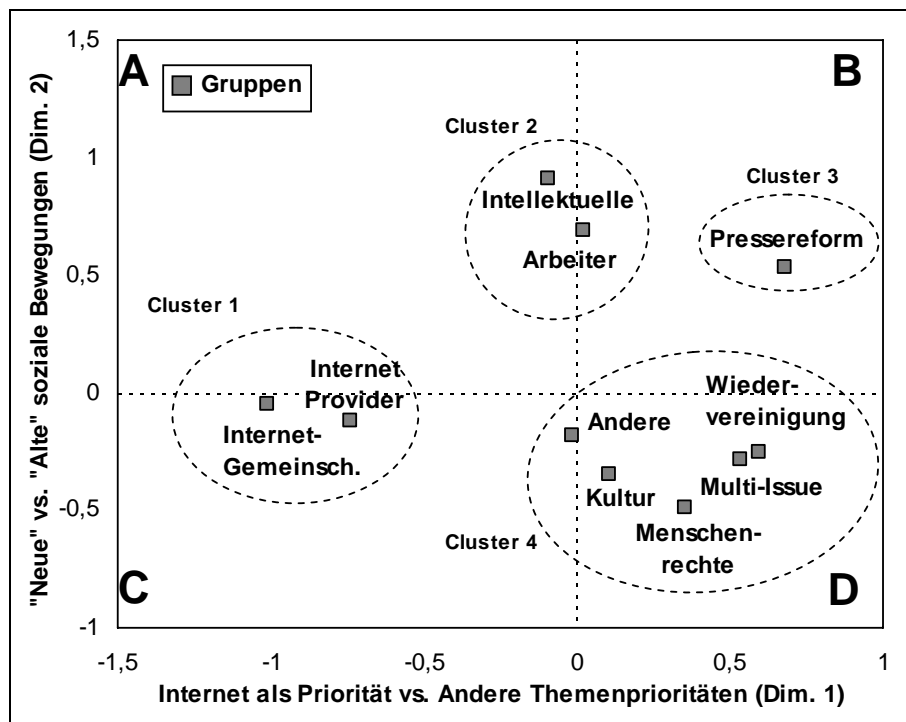 A
B
Gruppen
Cluster 2
Intellektuelle
Arbeiter
Cluster 3
Pressereform
Cluster 1
Internet
Provider
Internet-
Gemeinsch.
Wieder-
vereinigung
Andere
Kultur
Multi-Issue
Menschen-
rechte
Cluster 4
C
D
1,5
1
0,5
0
-0,5
-1
-1,5
-1
-0,5
0
0,5
1
"Neue" vs. "Alte" soziale Bewegungen (Dim. 2)
Internet als Priorität vs. Andere Themenprioritäten (Dim. 1)